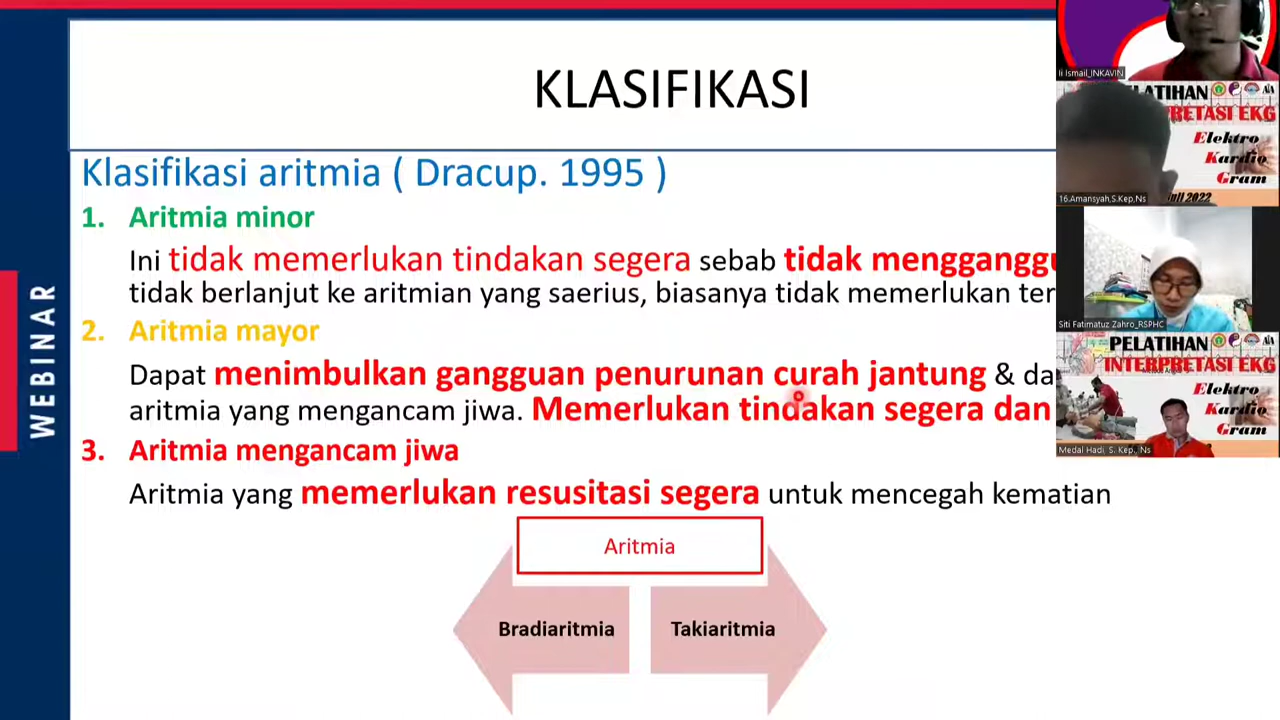 KLASIFIKASI
Klasifikasi aritmia ( Dracup. 1995 )
1. Aritmia minor
Ini tidak memerlukan tindakan segera sebab tidak mengganggu
tidak berlanjut ke aritmian yang saerius, biasanya tidak memerlukan ter
2. Aritmia mayor
Dapat menimbulkan gangguan penurunan curah jantung & da
aritmia yang mengancam jiwa. Memerlukan tindakan segera dan
3. Aritmia mengancam jiwa
Aritmia yang memerlukan resusitasi segera untuk mencegah kematian
Aritmia
Bradiaritmia
Takiaritmia
WEBINAR
Ii Ismail_INKAVIN
RETASI EKG
Elektro
Kardio
Gram
16.Amansyah,S.Kep,Ns
2022
Siti Fatimatuz Zahro_RSPHC
PELATIHAN
INTERPRETASI EKG
Elektro
Kardio
Gram
Medal Hadi, S. Kep., Ns